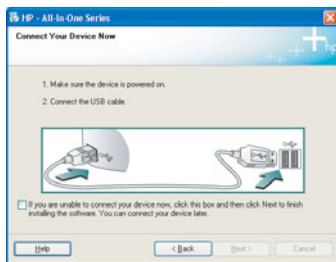 HP - All-In-One Series
Connect Your Device Now
hp
1. Make sure the device is powered on.
2. Connect the USB cable.
If you are unable to connect your device now, click this box and then click Next to finish
installing the software. You can connect your device later.
Help
< Back
Next >
Cancel